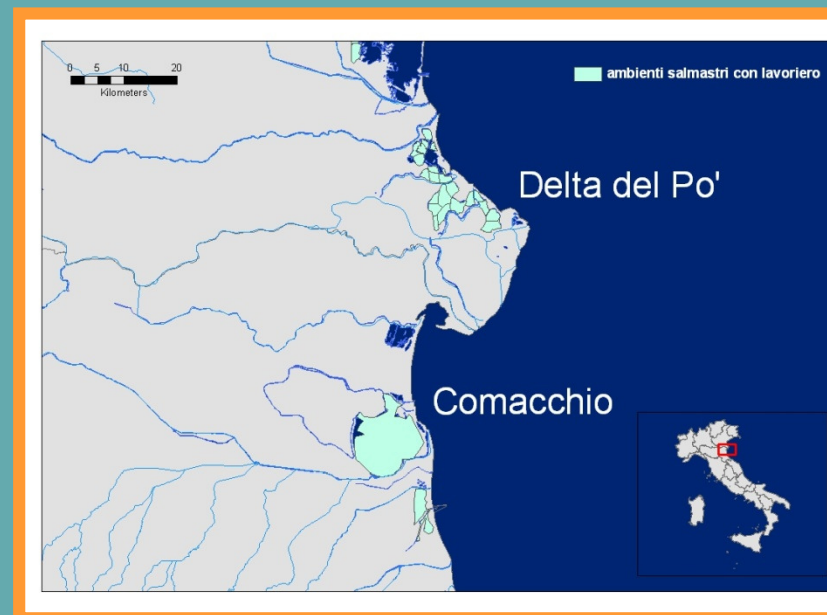 0 5 10 20
Kilometers
ambienti salmastri con lavoriero
Delta del Po'
Comacchio